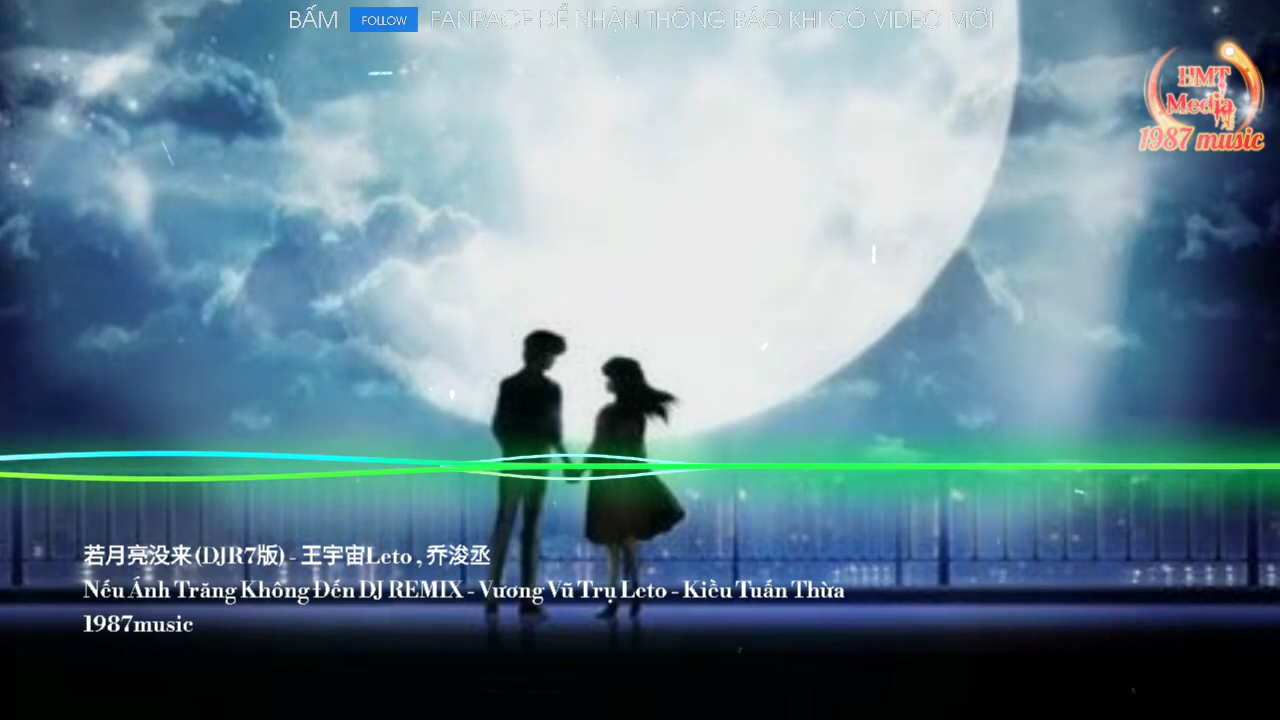 BẤM FOLLOW FANPAGE ĐỂ NHẬN THÔNG BÁO KHI CÓ VIDEO MỚI
HMT
Media
1987 music
若月亮没来 (DJR7版) - 王宇宙Leto , 乔浚丞
Nếu Ánh Trăng Không Đến DJ REMIX - Vương Vũ Trụ Leto - Kiều Tuấn Thừa
1987music